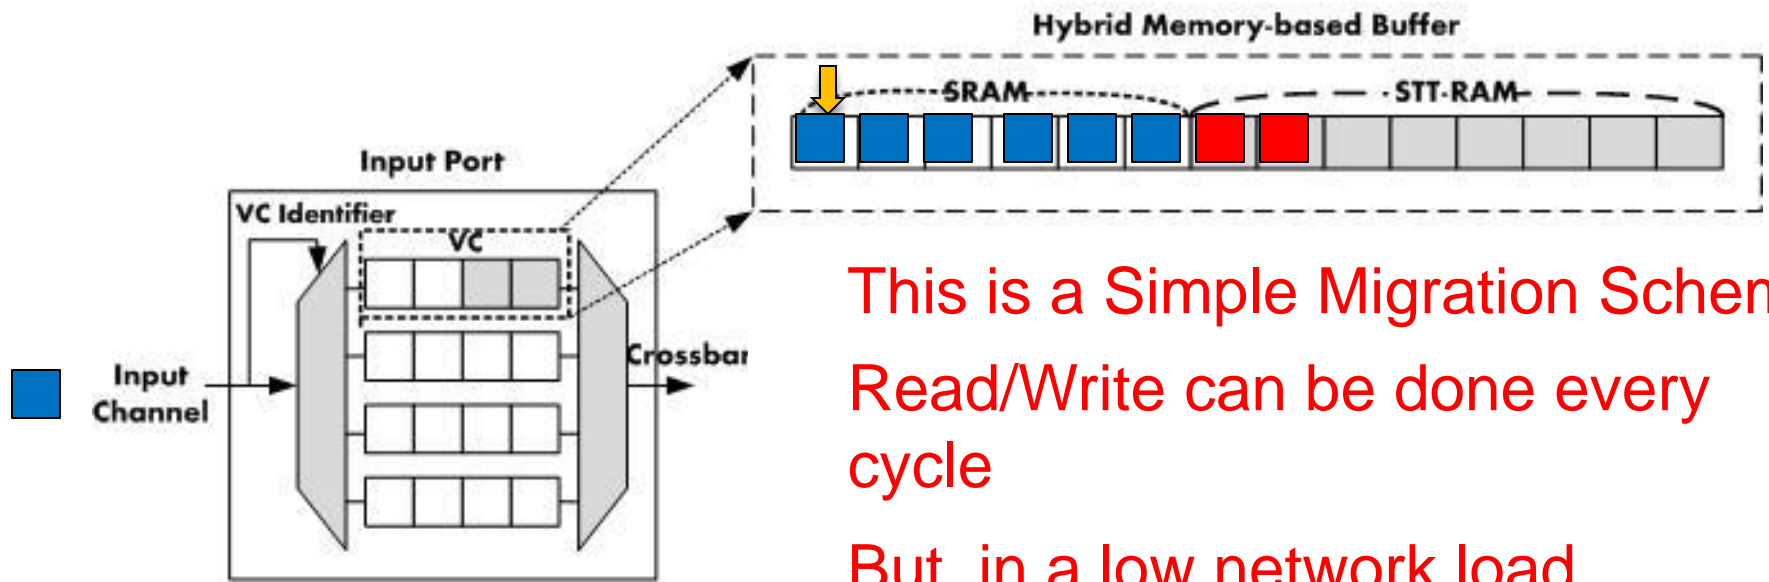 Hybrid Memory-based Buffer
SRAM
STT-RAM
Input Port
VC Identifier
VC
Input
Channel
Crossbar
This is a Simple Migration
Read/Write can be done every
cycle
But in a low network load